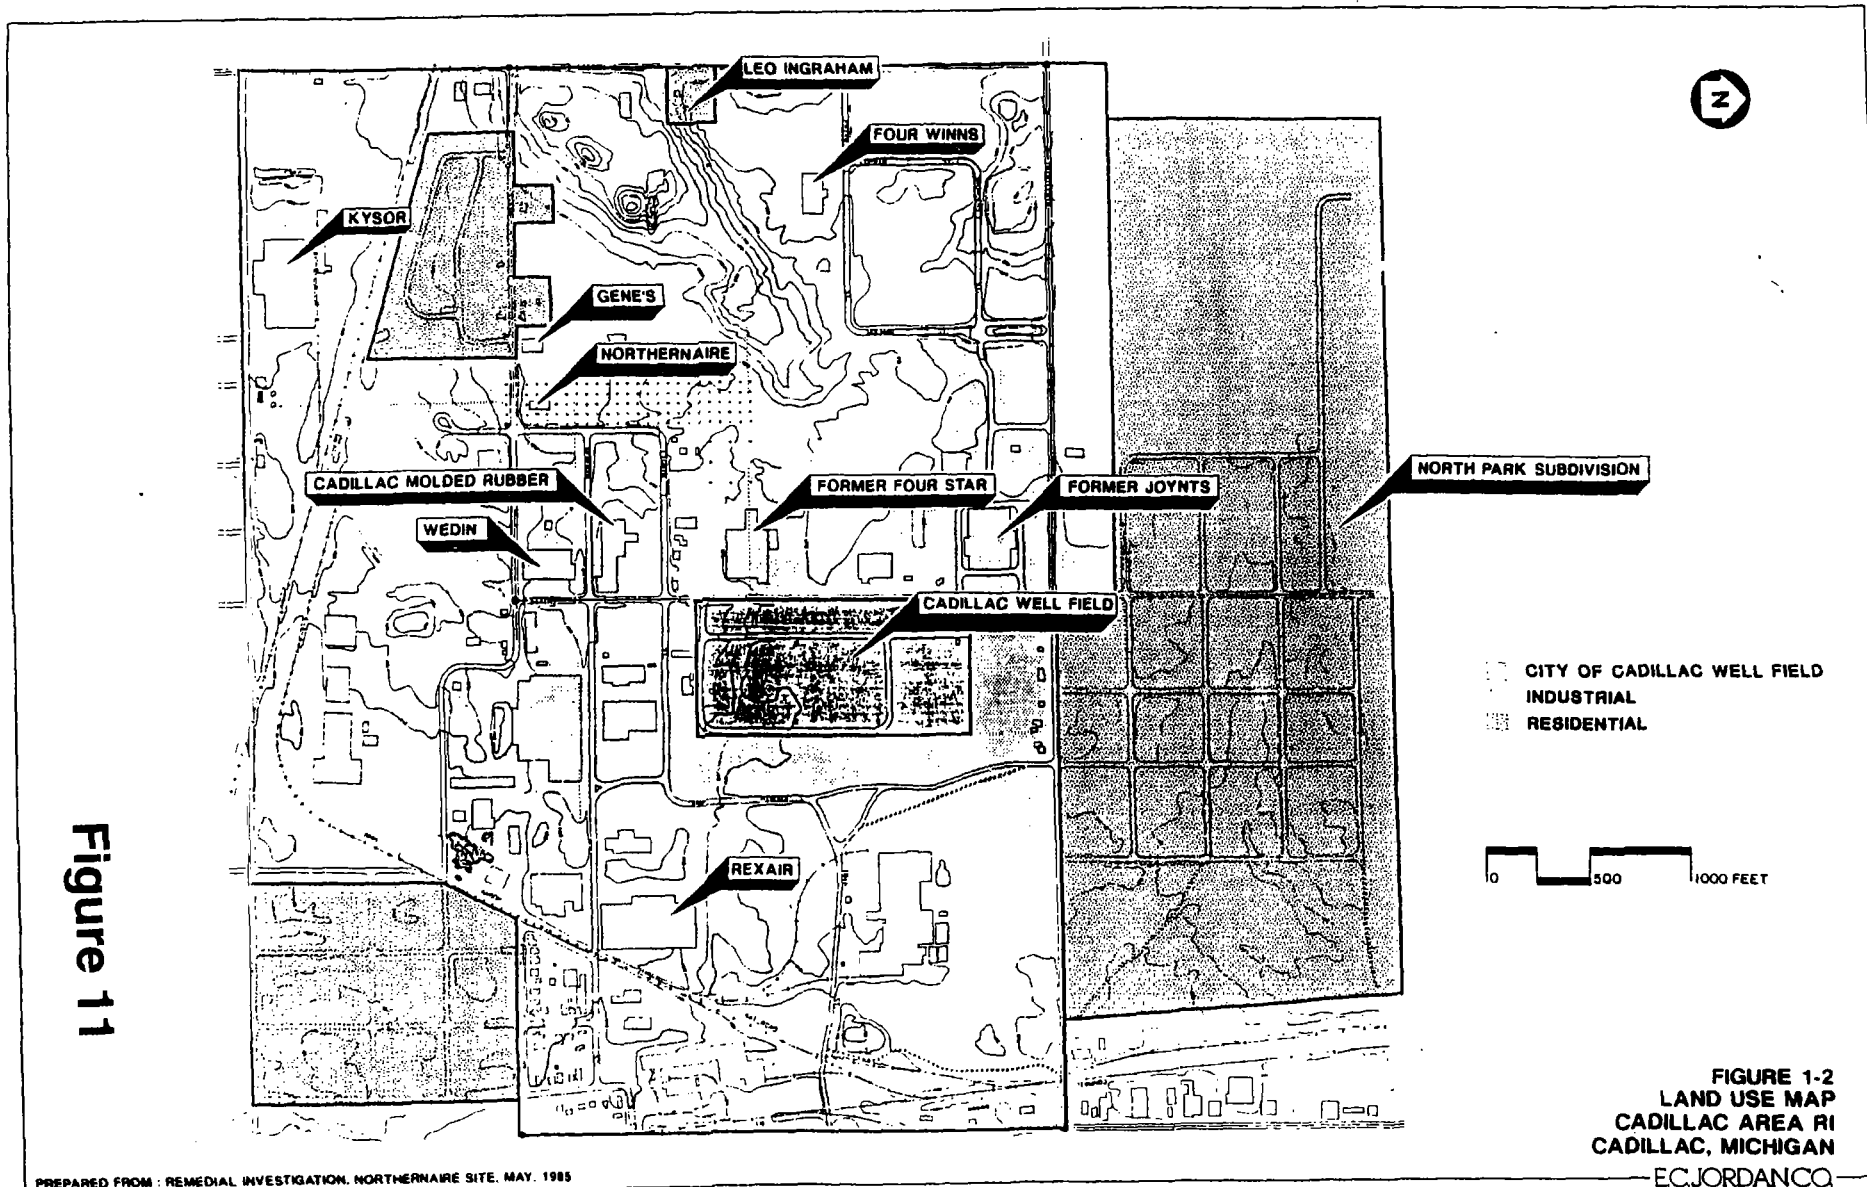 LEO INGRAHAM
N
FOUR WINNS
KYSOR
GENE'S
NORTHERNAIRE
CADILLAC MOLDED RUBBER
FORMER FOUR STAR
FORMER JOYNTS
NORTH PARK SUBDIVISION
WEDIN
CADILLAC WELL FIELD
CITY OF CADILLAC WELL FIELD
INDUSTRIAL
RESIDENTIAL
REXAIR
0 500 1000 FEET
Figure 11
FIGURE 1-2
LAND USE MAP
CADILLAC AREA RI
CADILLAC, MICHIGAN
E.C.JORDAN CO.
PREPARED FROM : REMEDIAL INVESTIGATION, NORTHERNAIRE SITE, MAY, 1985